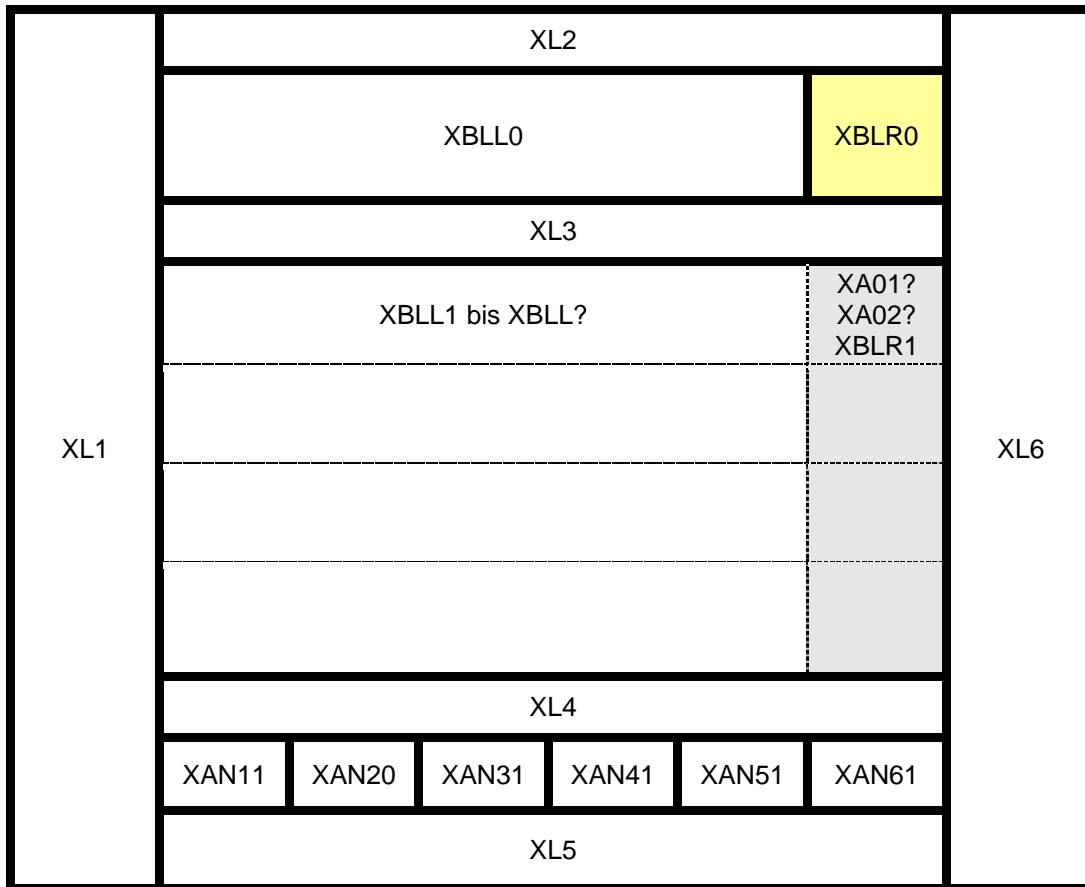 XL2
XBLL0
XBLR0
XL3
XBLL1 bis XBLL?
XA01?
XA02?
XBLR1
XL1
XL6
XL4
XAN11
XAN20
XAN31
XAN41
XAN51
XAN61
XL5